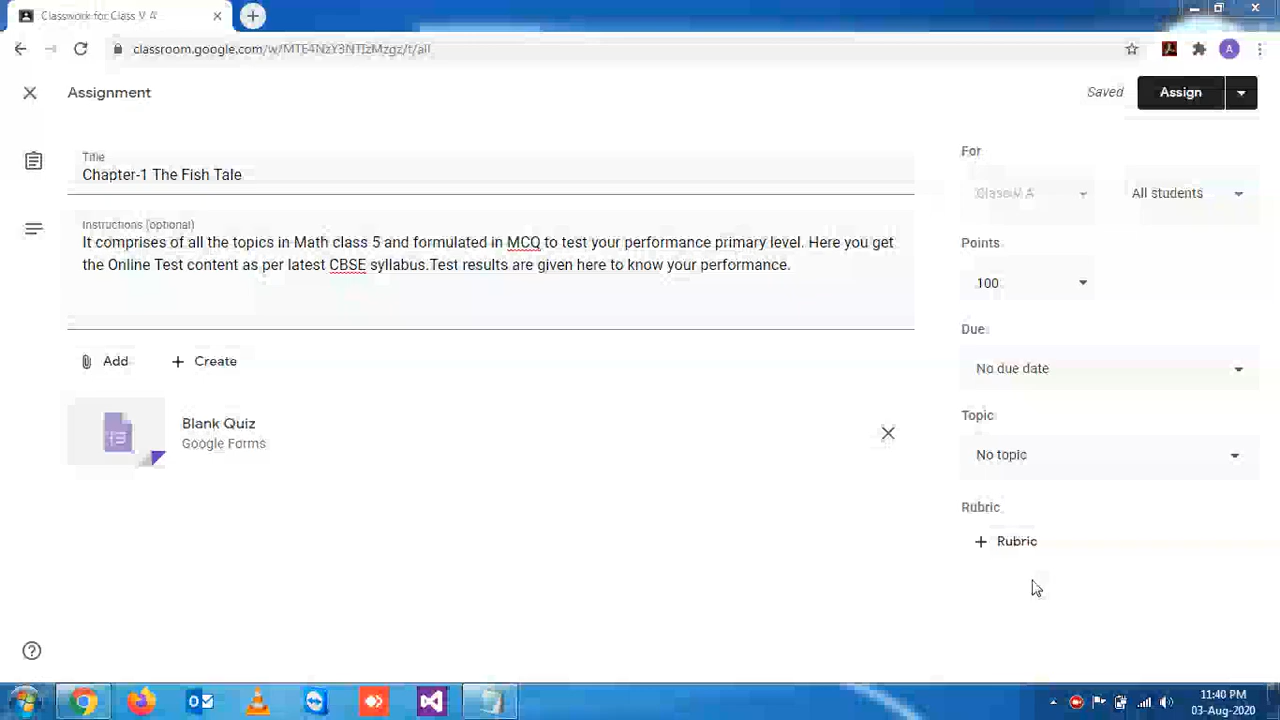 Classwork for Class V 'A'
classroom.google.com/w/MTE4NzY3NTIzMzgz/t/all
A
Assignment
Saved
Assign
Title
Chapter-1 The Fish Tale
Instructions (optional)
It comprises of all the topics in Math class 5 and formulated in MCQ to test your performance primary level. Here you get
the Online Test content as per latest CBSE syllabus.Test results are given here to know your performance.
Add
Create
Blank Quiz
Google Forms
For
Class V 'A'
All students
Points
100
Due
No due date
Topic
No topic
Rubric
+ Rubric
11:40 PM
03-Aug-2020